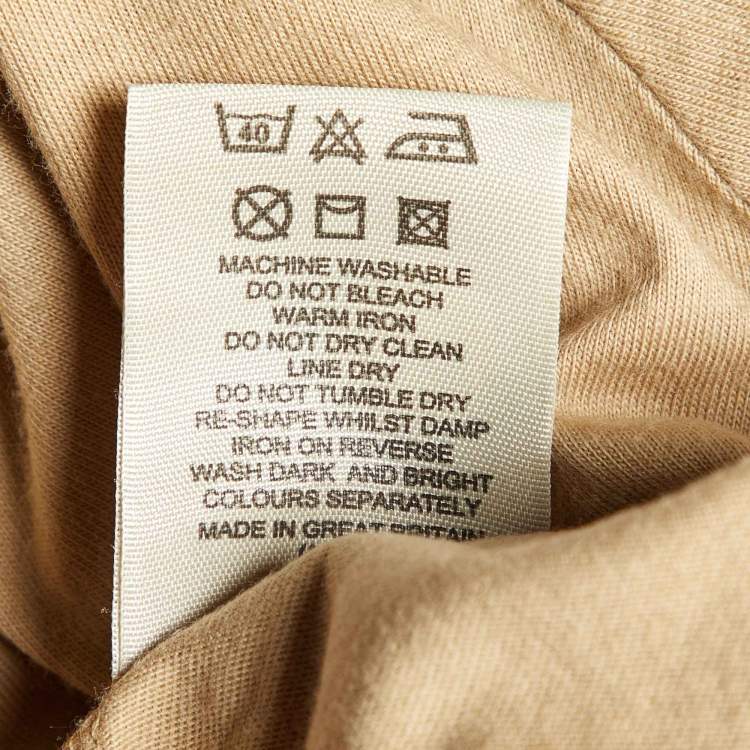 40
MACHINE WASHABLE
DO NOT BLEACH
WARM IRON
DO NOT DRY CLEAN
LINE DRY
DO NOT TUMBLE DRY
RE-SHAPE WHILST DAMP
IRON ON REVERSE
WASH DARK AND BRIGHT
COLOURS SEPARATELY
MADE IN GREAT BRITAIN